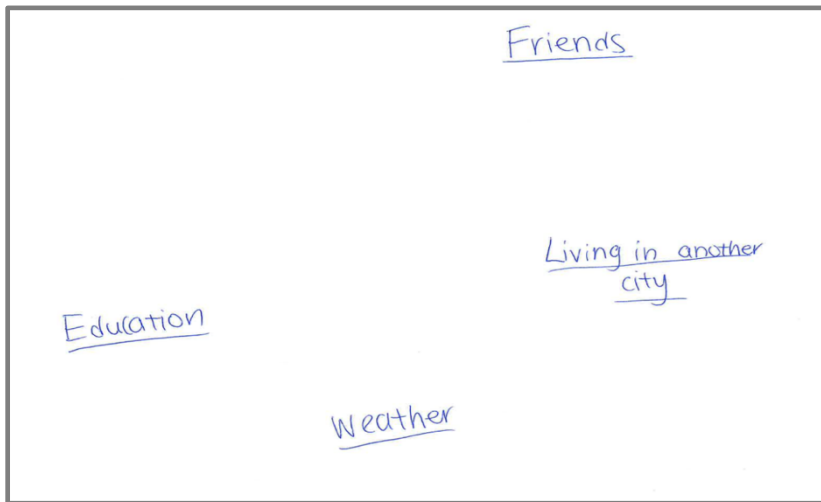 Friends
Living in another
city
Education
Weather